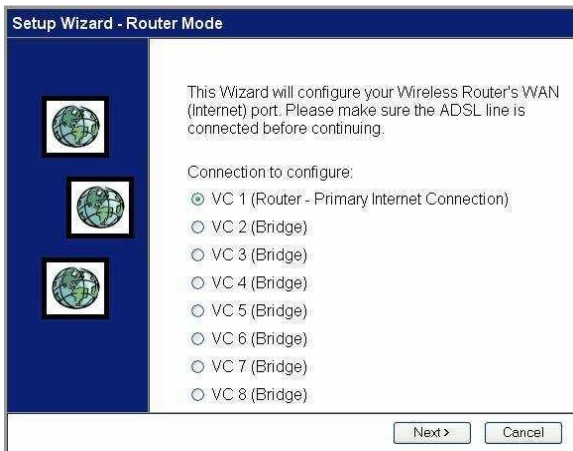 Setup Wizard - Router Mode
This Wizard will configure your Wireless Router's WAN
(Internet) port. Please make sure the ADSL line is
connected before continuing.
Connection to configure:
VC 1 (Router - Primary Internet Connection)
VC 2 (Bridge)
VC 3 (Bridge)
VC 4 (Bridge)
VC 5 (Bridge)
VC 6 (Bridge)
VC 7 (Bridge)
VC 8 (Bridge)
Next >
Cancel